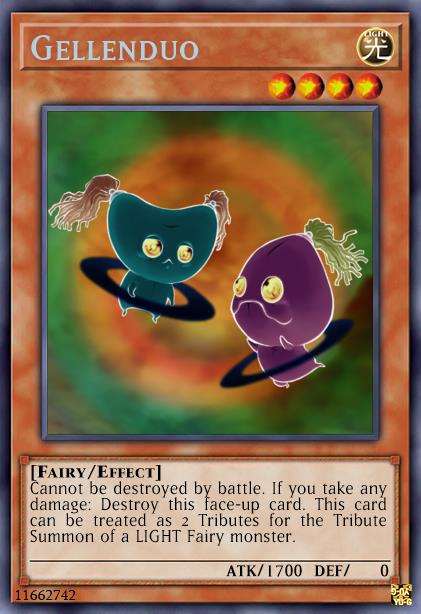 GELLENDUO
LIGHT
光
[FAIRY/EFFECT]
Cannot be destroyed by battle. If you take any
damage: Destroy this face-up card. This card
can be treated as 2 Tributes for the Tribute
Summon of a LIGHT Fairy monster.
ATK/1700 DEF/ 0
11662742